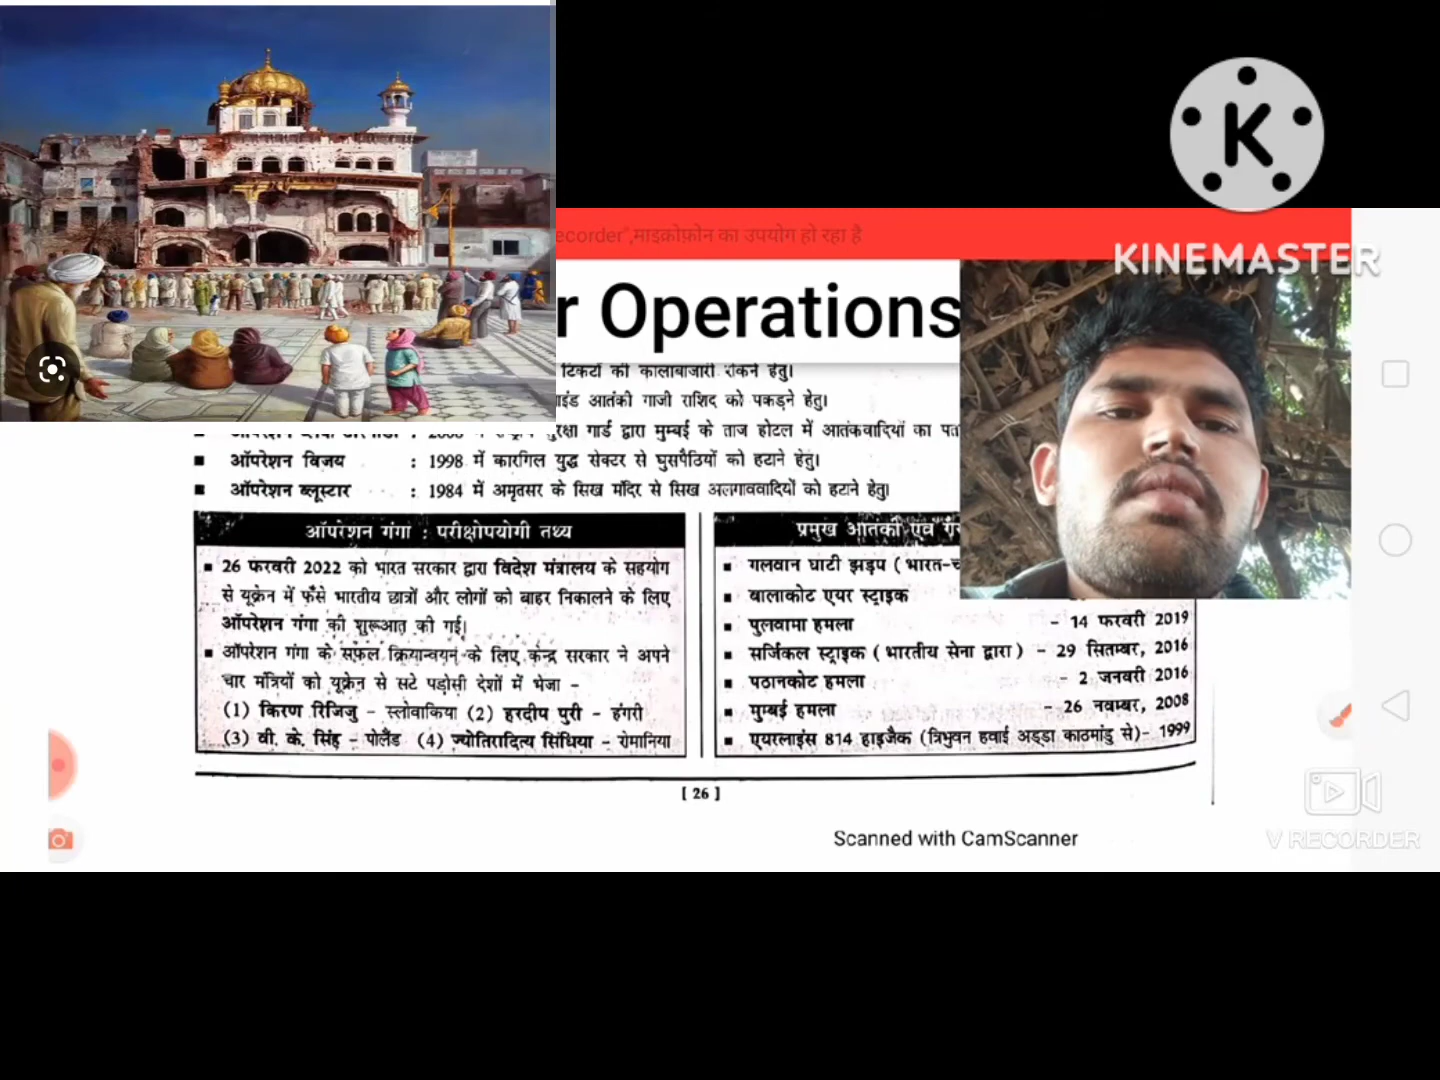 K
KINEMASTER
ecorder",माइक्रोफ़ोन का उपयोग हो रहा है
r Operations
टिकटों की कालाबाजारी रोकने हेतु।
आतंकी गाजी राशिद को पकड़ने हेतु।
सुरक्षा गार्ड द्वारा मुम्बई के ताज होटल में आतंकवादियों का
■ ऑपरेशन विजय : 1998 में कारगिल युद्ध सेक्टर से घुसपैठियों को हटाने हेतु।
■ ऑपरेशन ब्लूस्टार : 1984 में अमृतसर के सिख मंदिर से सिख अलगाववादियों को हटाने हेतु।
ऑपरेशन गंगा : परीक्षोपयोगी तथ्य
■ 26 फरवरी 2022 को भारत सरकार द्वारा विदेश मंत्रालय के सहयोग
से यूक्रेन में फँसे भारतीय छात्रों और लोगों को बाहर निकालने के लिए
ऑपरेशन गंगा की शुरूआत की गई।
■ ऑपरेशन गंगा के सफल क्रियान्वयन के लिए केन्द्र सरकार ने अपने
चार मंत्रियों को यूक्रेन से सटे पड़ोसी देशों में भेजा -
(1) किरण रिजिजु - स्लोवाकिया (2) हरदीप पुरी - हंगरी
(3) वी. के. सिंह - पोलैंड (4) ज्योतिरादित्य सिंधिया - रोमानिया
प्रमुख आतंकी एवं
■ गलवान घाटी झड़प ( भारत-च
■ बालाकोट एयर स्ट्राइक
■ पुलवामा हमला - 14 फरवरी 2019
■ सर्जिकल स्ट्राइक ( भारतीय सेना द्वारा ) - 29 सितम्बर, 2016
■ पठानकोट हमला - 2 जनवरी 2016
■ मुम्बई हमला - 26 नवम्बर, 2008
■ एयरलाइंस 814 हाइजैक (त्रिभुवन हवाई अड्डा काठमांडु से)- 1999
[ 26 ]
Scanned with CamScanner
V RECORDER